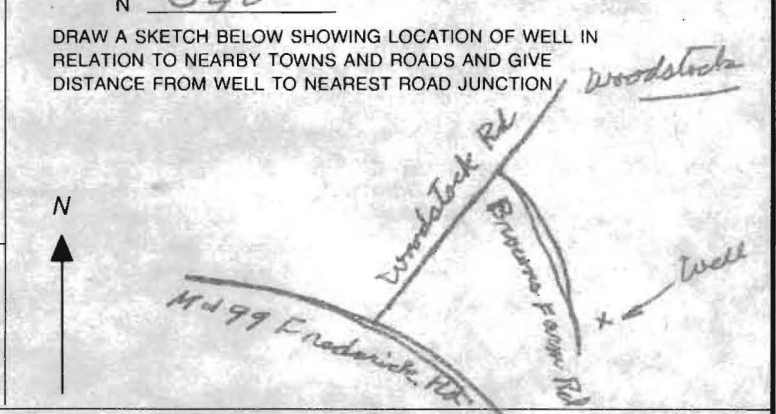 N
DRAW A SKETCH BELOW SHOWING LOCATION OF WELL IN
RELATION TO NEARBY TOWNS AND ROADS AND GIVE
DISTANCE FROM WELL TO NEAREST ROAD JUNCTION
Woodstock
Woodstock Rd
N
Browns Farm Rd
Well
x
Md 99 Frederick Rd